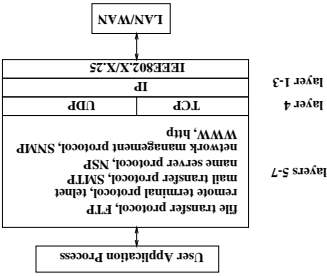 User Application Process
file transfer protocol, FTP
remote terminal protocol, telnet
mail transfer protocol, SMTP
layers 5-7
name server protocol, NSP
network management protocol, SNMP
WWW, http
layer 4
TCP
UDP
IP
layer 1-3
IEEE802.X/X.25
LAN/WAN